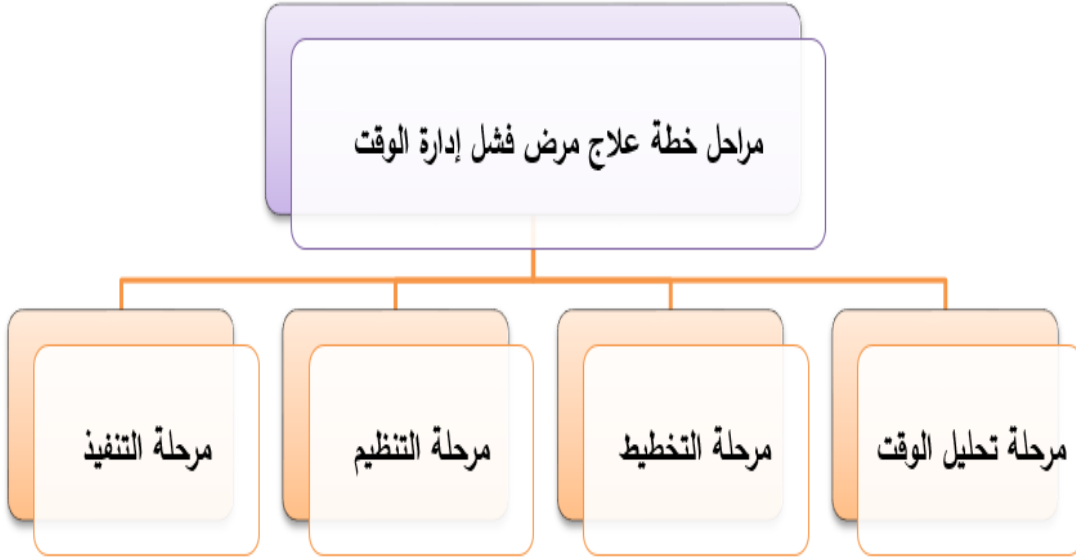 مراحل خطة علاج مرض فشل إدارة الوقت
مرحلة تحليل الوقت
مرحلة التخطيط
مرحلة التنظيم
مرحلة التنفيذ